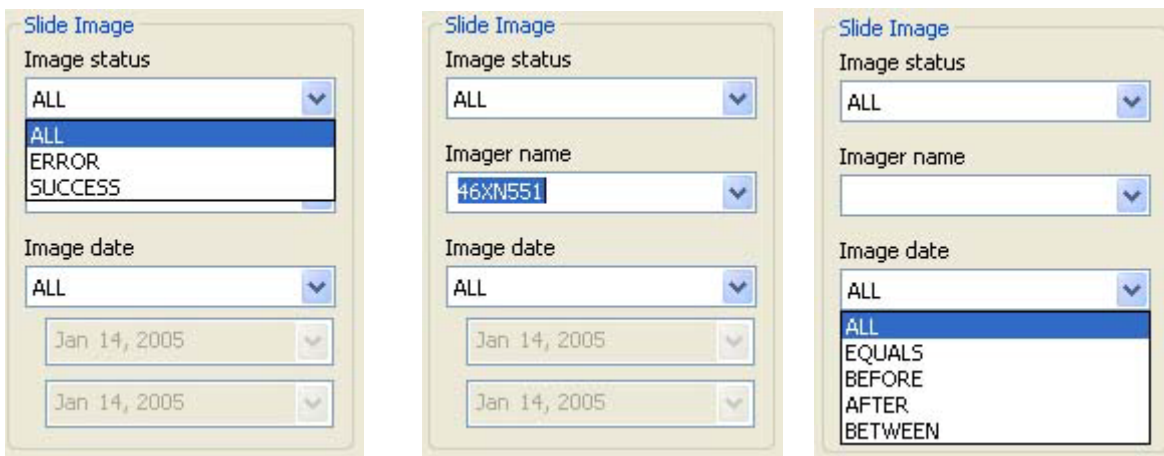 Slide Image
Image status
ALL
ALL
ERROR
SUCCESS
Image date
ALL
Jan 14, 2005
Jan 14, 2005
Slide Image
Image status
ALL
Imager name
46XN551
Image date
ALL
Jan 14, 2005
Jan 14, 2005
Slide Image
Image status
ALL
Imager name
Image date
ALL
ALL
EQUALS
BEFORE
AFTER
BETWEEN